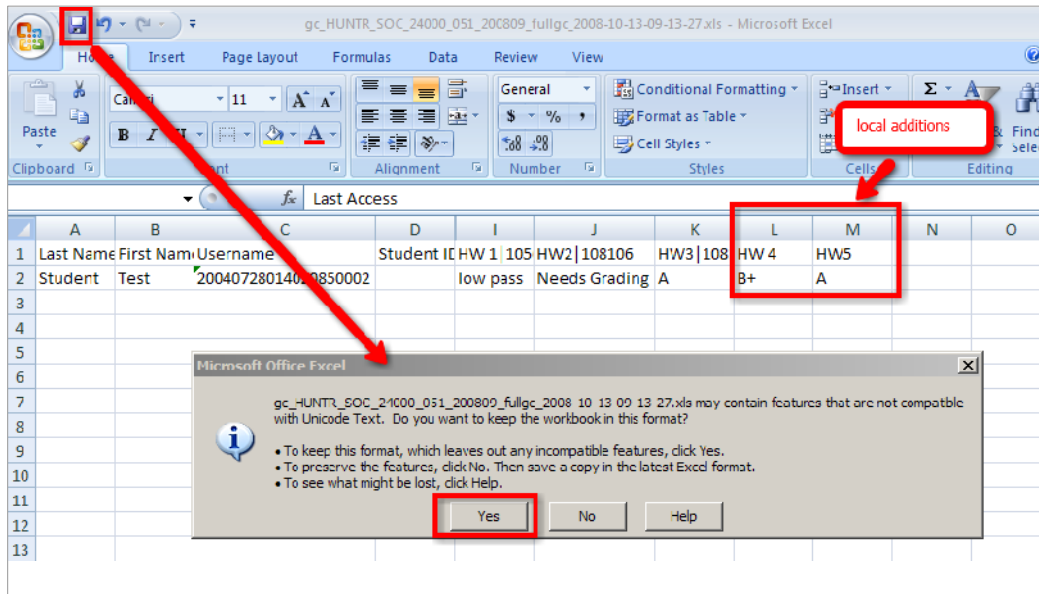 gc_HUNTR_SOC_24000_051_200809_fullgc_2008-10-13-09-13-27.xls - Microsoft Excel
Insert Page Layout Formulas Data Review View
11 A A General Conditional Formatting Insert Σ
Paste B I $ % , Format as Table
.00 .00 Cell Styles
local additions
Clipboard Alignment Number Styles Cells Editing
fx Last Access
A B C D I J K L M N O
1 Last Name First Nam Username Student ID HW 1|105 HW2|108106 HW3|108 HW 4 HW5
2 Student Test low pass Needs Grading A B+ A
3
4
5
6
7
8
9
10
11
12
13
Microsoft Office Excel
gc_HUNTR_SOC_24000_051_200809_fullgc_2008-10-13-09-13-27.xls may contain features that are not compatible
with Unicode Text. Do you want to keep the workbook in this format?
• To keep this format, which leaves out any incompatible features, click Yes.
• To preserve the features, click No. Then save a copy in the latest Excel format.
• To see what might be lost, click Help.
Yes No Help